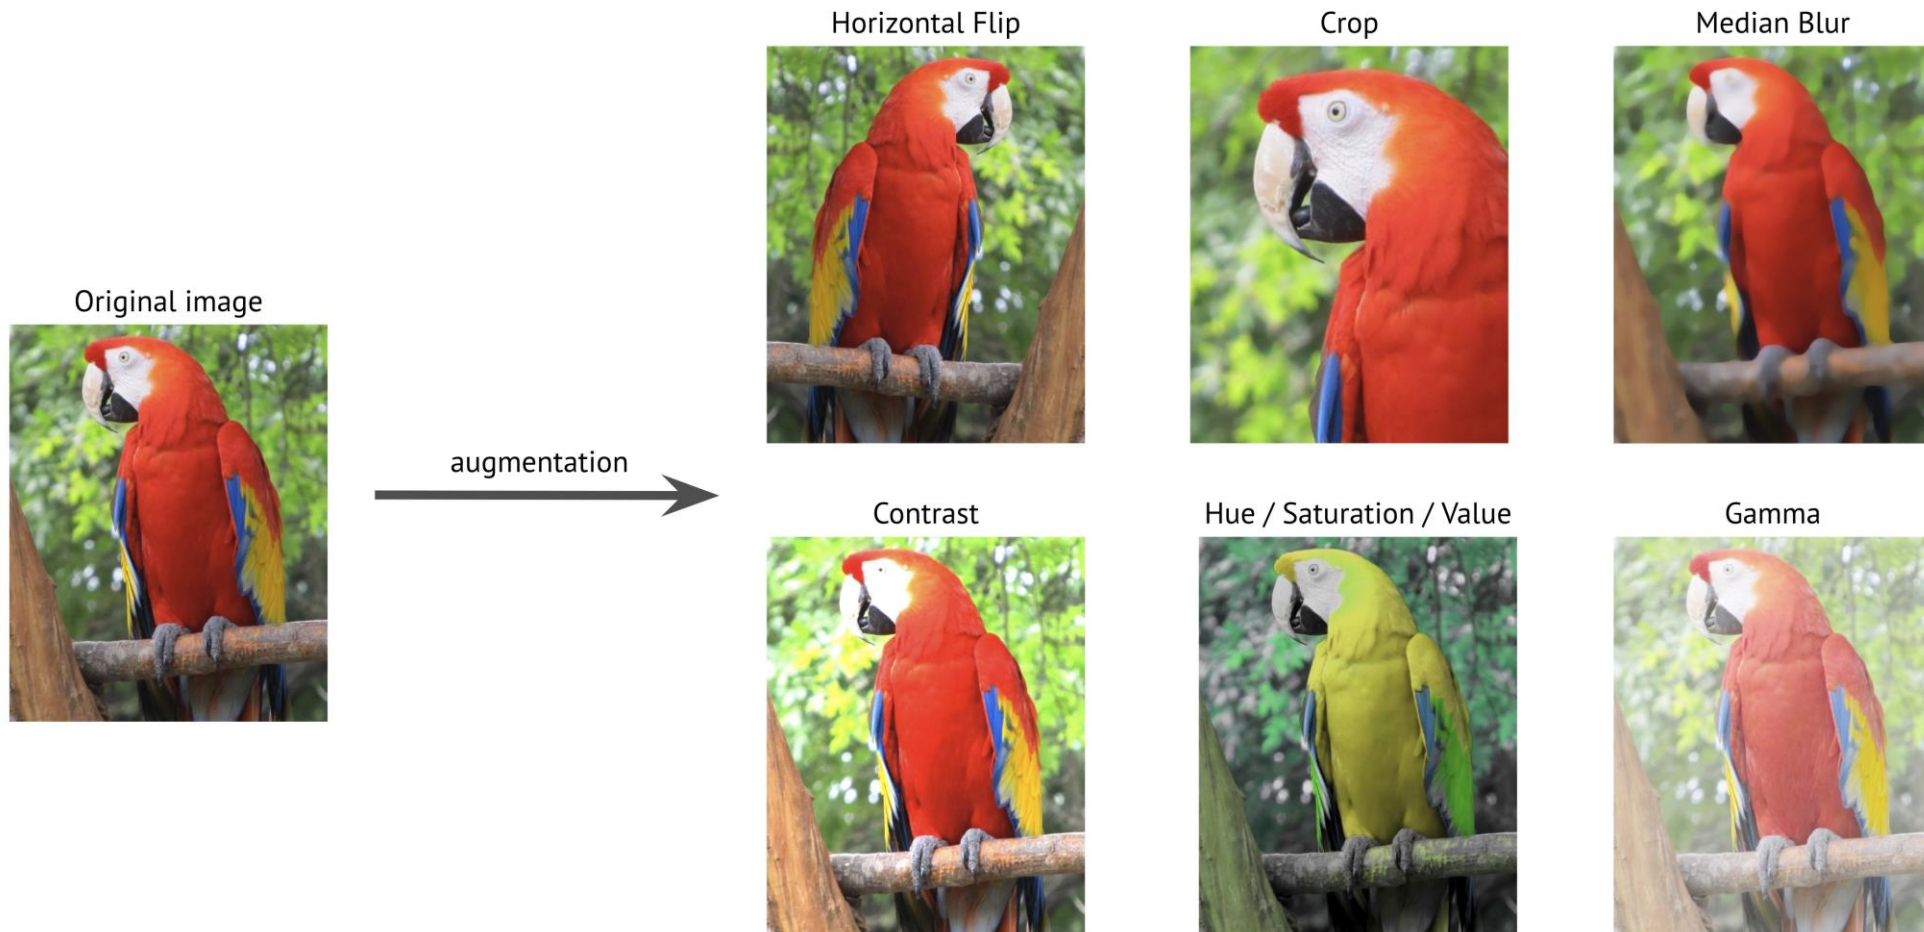 Original image
augmentation
Horizontal Flip
Crop
Median Blur
Contrast
Hue / Saturation / Value
Gamma